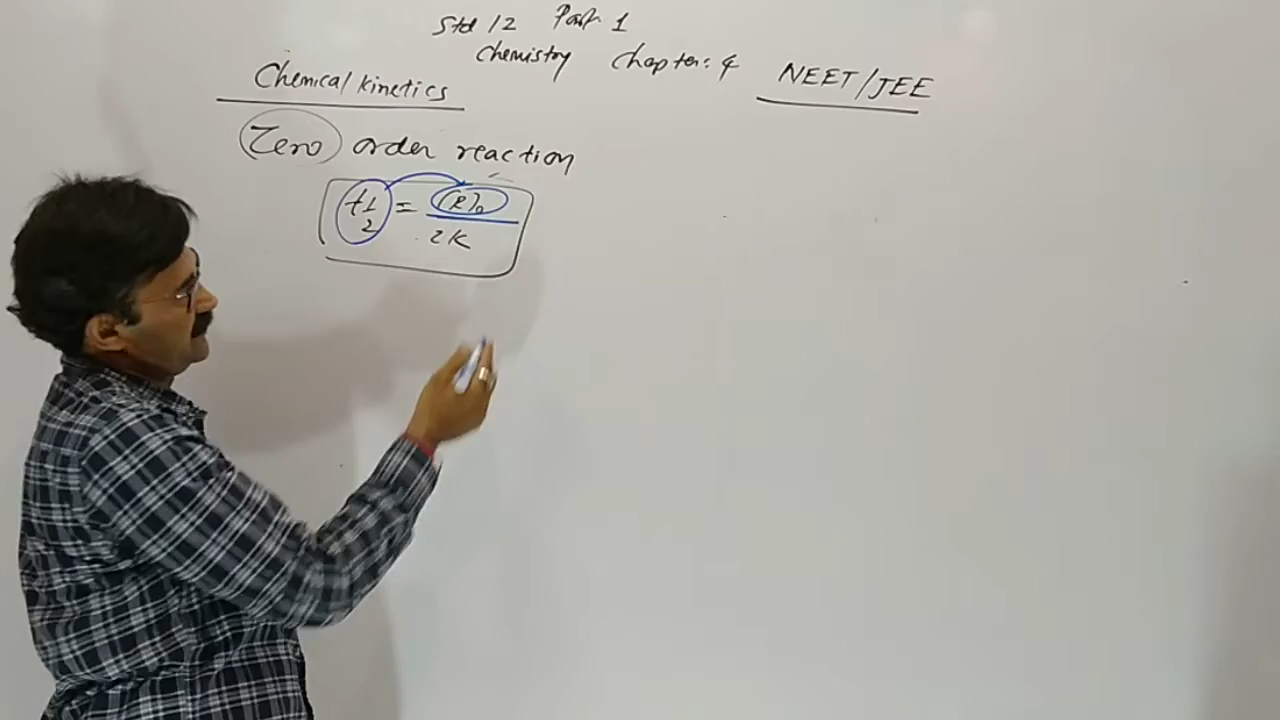 Std 12 Part 1
Chemistry Chapter: 4
NEET/JEE
Chemical kinetics
Zero order reaction
t1/2 = [R]0 / 2K